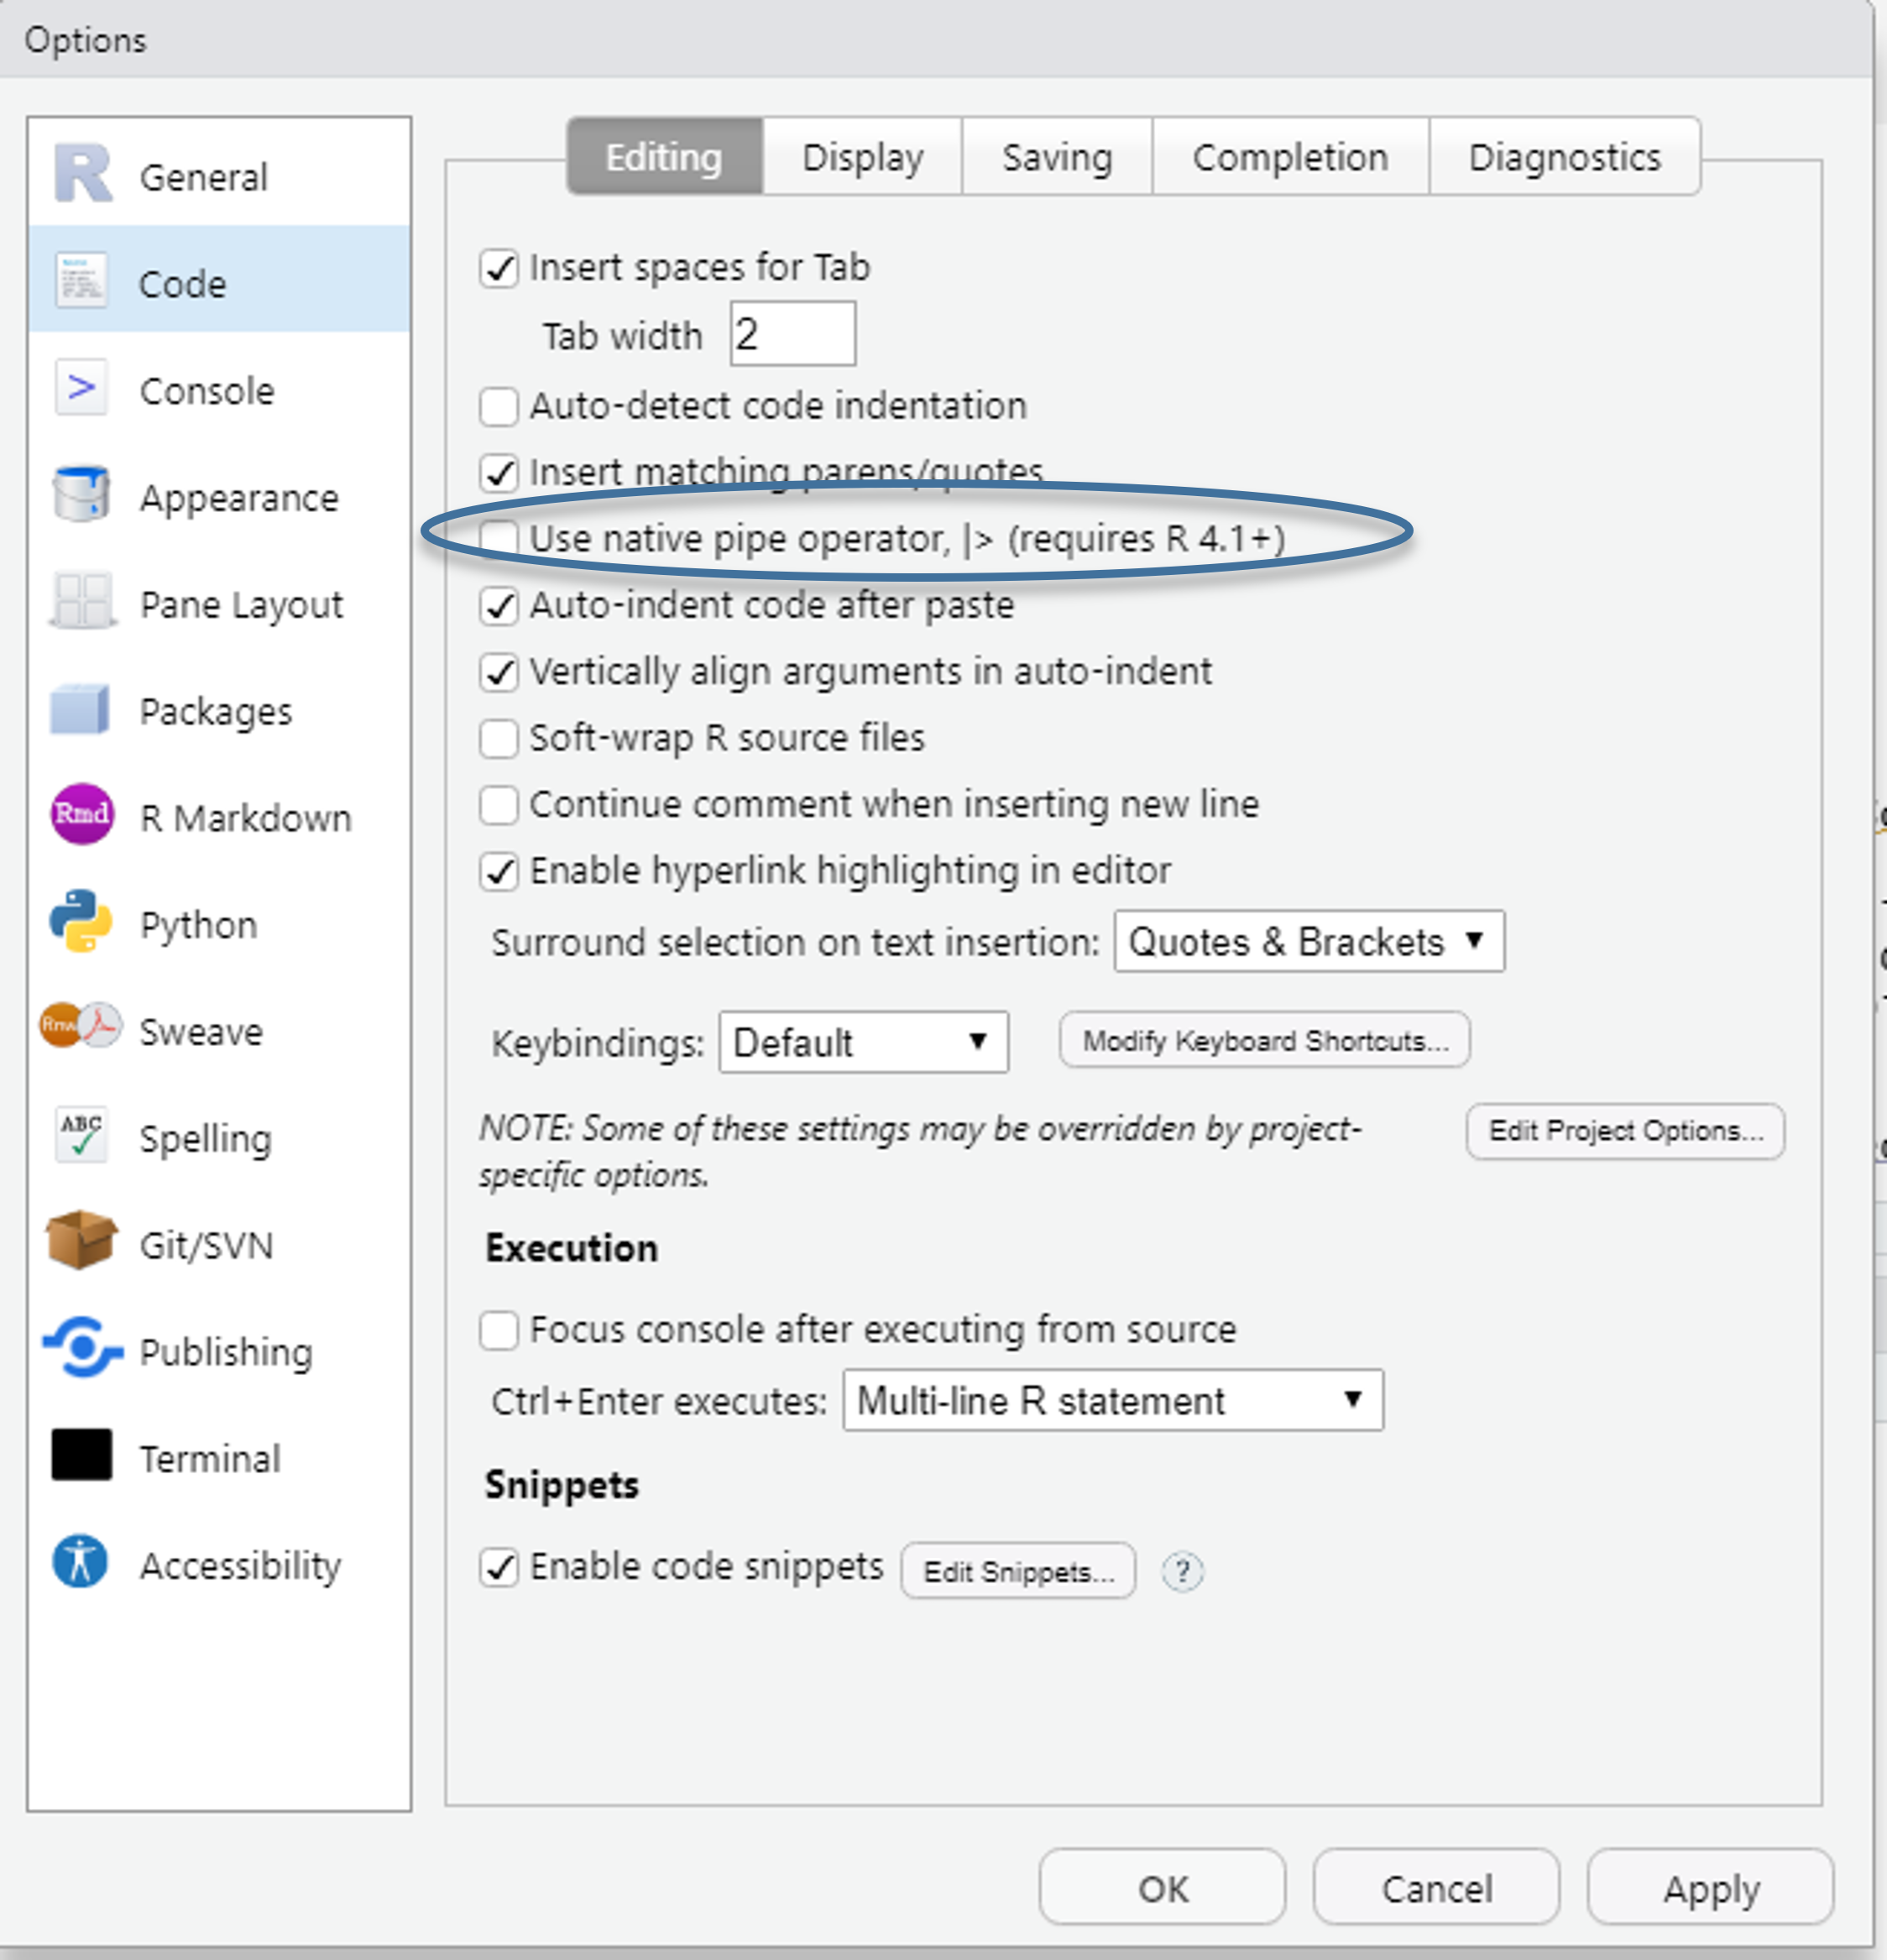 Options
General
Code
Console
Appearance
Pane Layout
Packages
Rmd
R Markdown
Python
Rnw
Sweave
ABC
Spelling
Git/SVN
Publishing
Terminal
Accessibility
Editing Display Saving Completion Diagnostics
Insert spaces for Tab
Tab width 2
Auto-detect code indentation
Insert matching parens/quotes
Use native pipe operator, |> (requires R 4.1+)
Auto-indent code after paste
Vertically align arguments in auto-indent
Soft-wrap R source files
Continue comment when inserting new line
Enable hyperlink highlighting in editor
Surround selection on text insertion: Quotes & Brackets
Keybindings: Default Modify Keyboard Shortcuts...
NOTE: Some of these settings may be overridden by project-
specific options.
Edit Project Options...
Execution
Focus console after executing from source
Ctrl+Enter executes: Multi-line R statement
Snippets
Enable code snippets Edit Snippets... ?
OK Cancel Apply